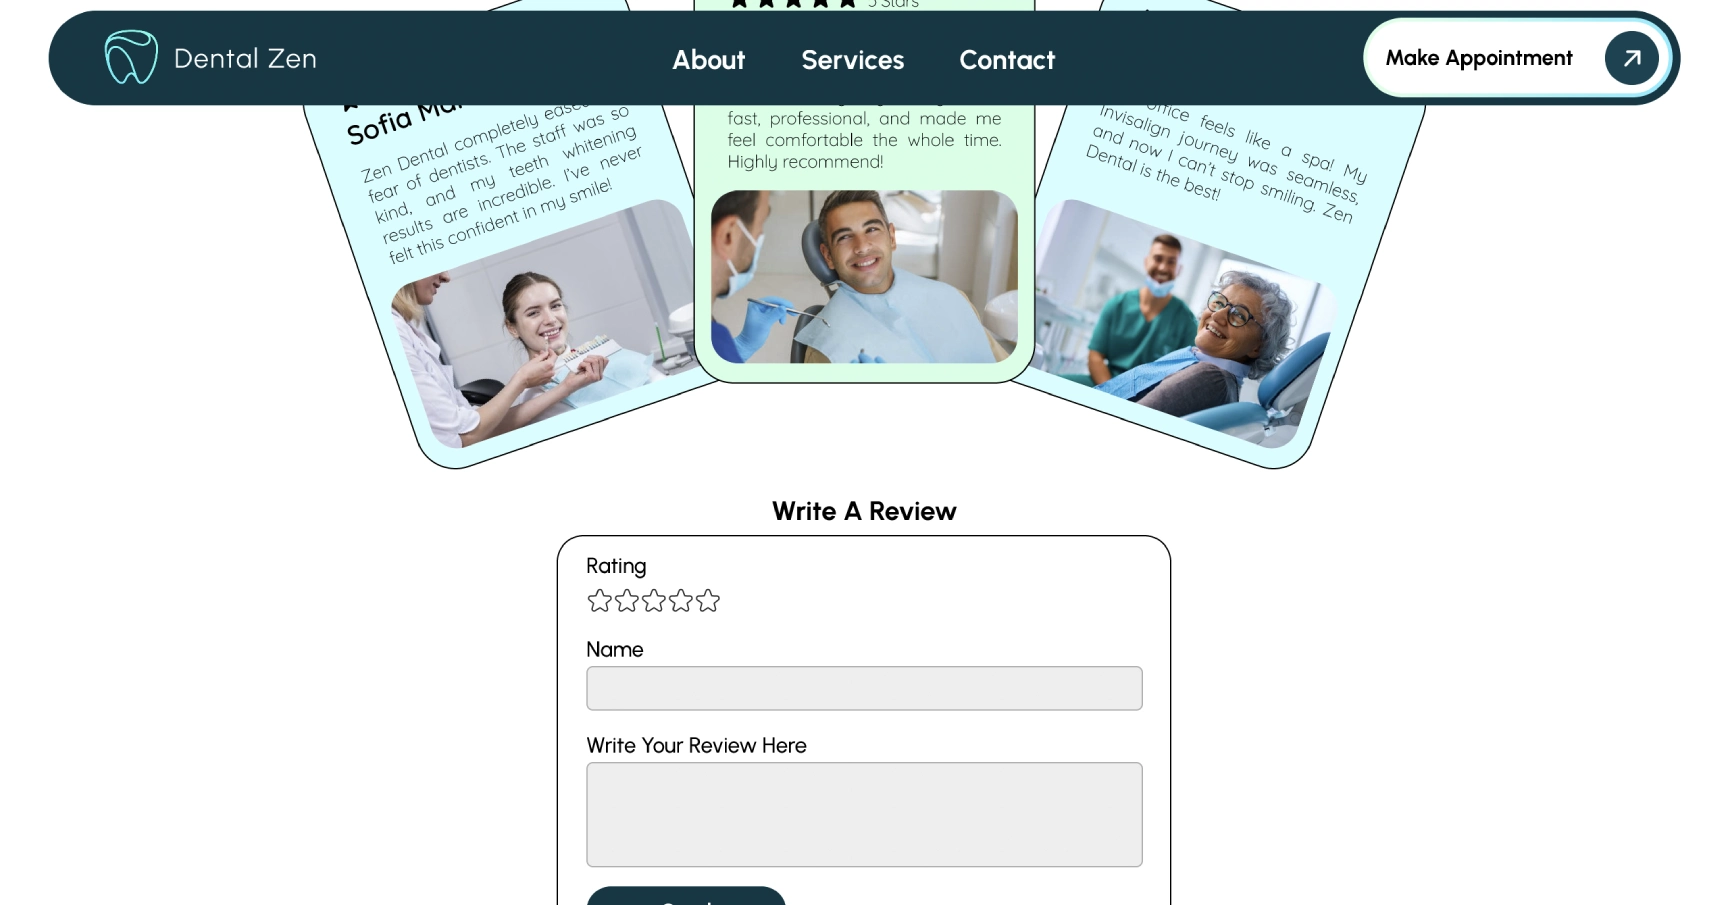 5 Stars
Dental Zen
About
Services
Contact
Make Appointment
Sofia
Zen Dental completely eased
fear of dentists. The staff was so
kind, and my teeth whitening
results are incredible. I've never
felt this confident in my smile!
fast, professional, and made me
feel comfortable the whole time.
Highly recommend!
office feels like a spa! My
Invisalign journey was seamless,
and now I can't stop smiling. Zen
Dental is the best!
Write A Review
Rating
Name
Write Your Review Here